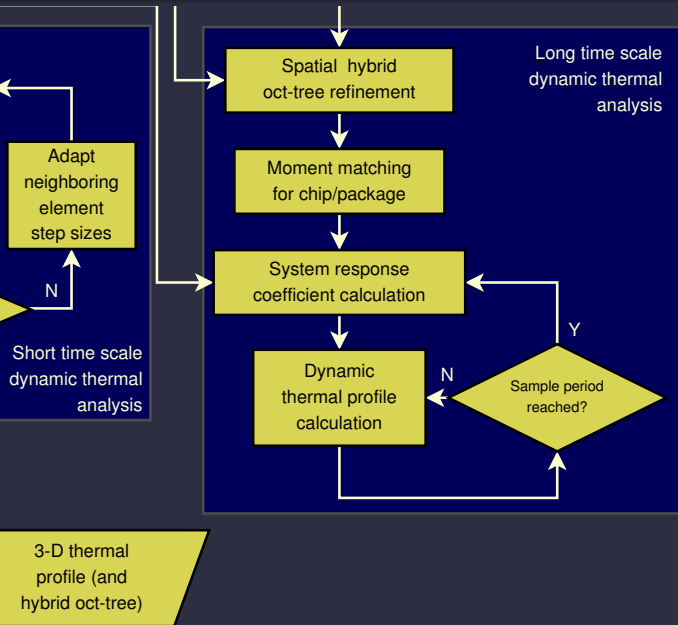 Spatial hybrid
oct-tree refinement
Long time scale
dynamic thermal
analysis
Moment matching
for chip/package
Adapt
neighboring
element
step sizes
N
System response
coefficient calculation
Y
Short time scale
dynamic thermal
analysis
Dynamic
thermal profile
calculation
N
Sample period
reached?
3-D thermal
profile (and
hybrid oct-tree)